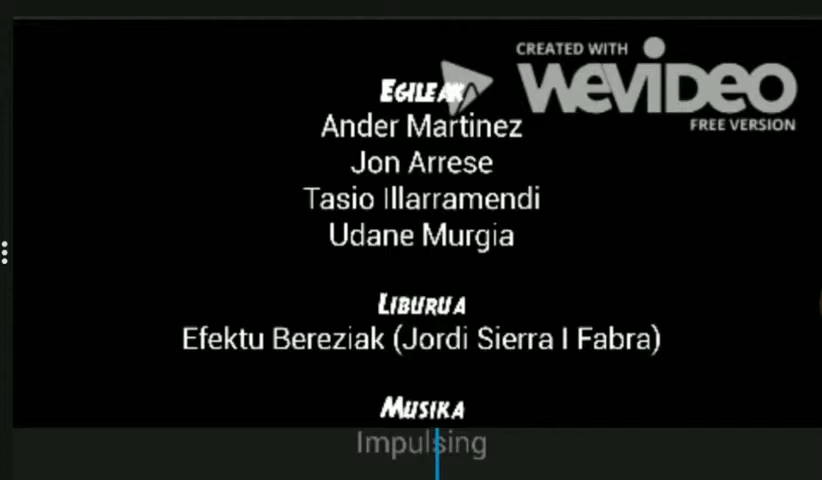 CREATED WITH
WeVideo
FREE VERSION
EGILEAK
Ander Martinez
Jon Arrese
Tasio Illarramendi
Udane Murgia
LIBURUA
Efektu Bereziak (Jordi Sierra I Fabra)
MUSIKA
Impulsing